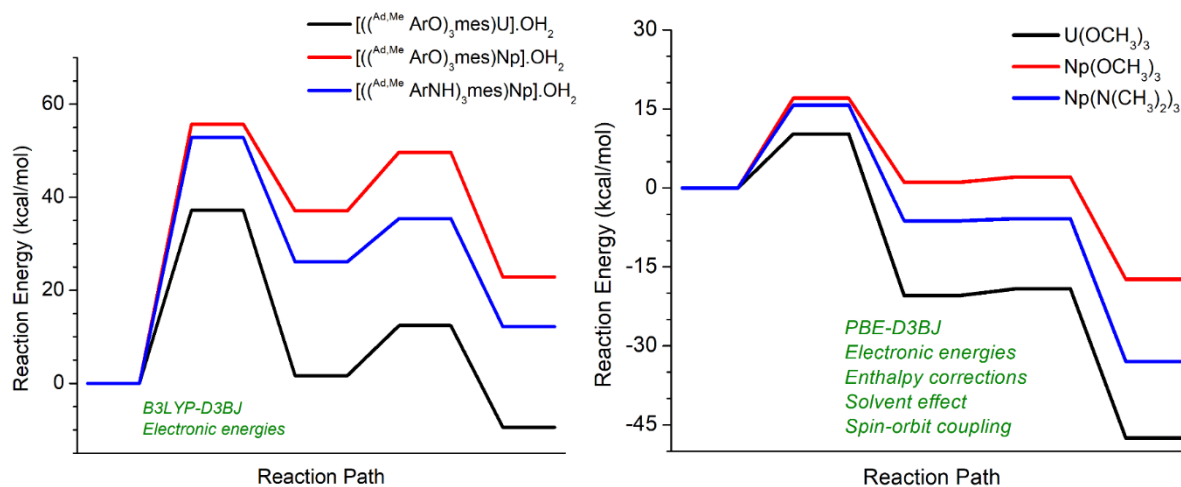 [((ᴬᵈ,ᴹᵉ ArO)₃mes)U].OH₂
[((ᴬᵈ,ᴹᵉ ArO)₃mes)Np].OH₂
[((ᴬᵈ,ᴹᵉ ArNH)₃mes)Np].OH₂
60
40
20
0
Reaction Energy (kcal/mol)
B3LYP-D3BJ
Electronic energies
Reaction Path
U(OCH₃)₃
Np(OCH₃)₃
Np(N(CH₃)₂)₃
30
15
0
-15
-30
-45
Reaction Energy (kcal/mol)
PBE-D3BJ
Electronic energies
Enthalpy corrections
Solvent effect
Spin-orbit coupling
Reaction Path